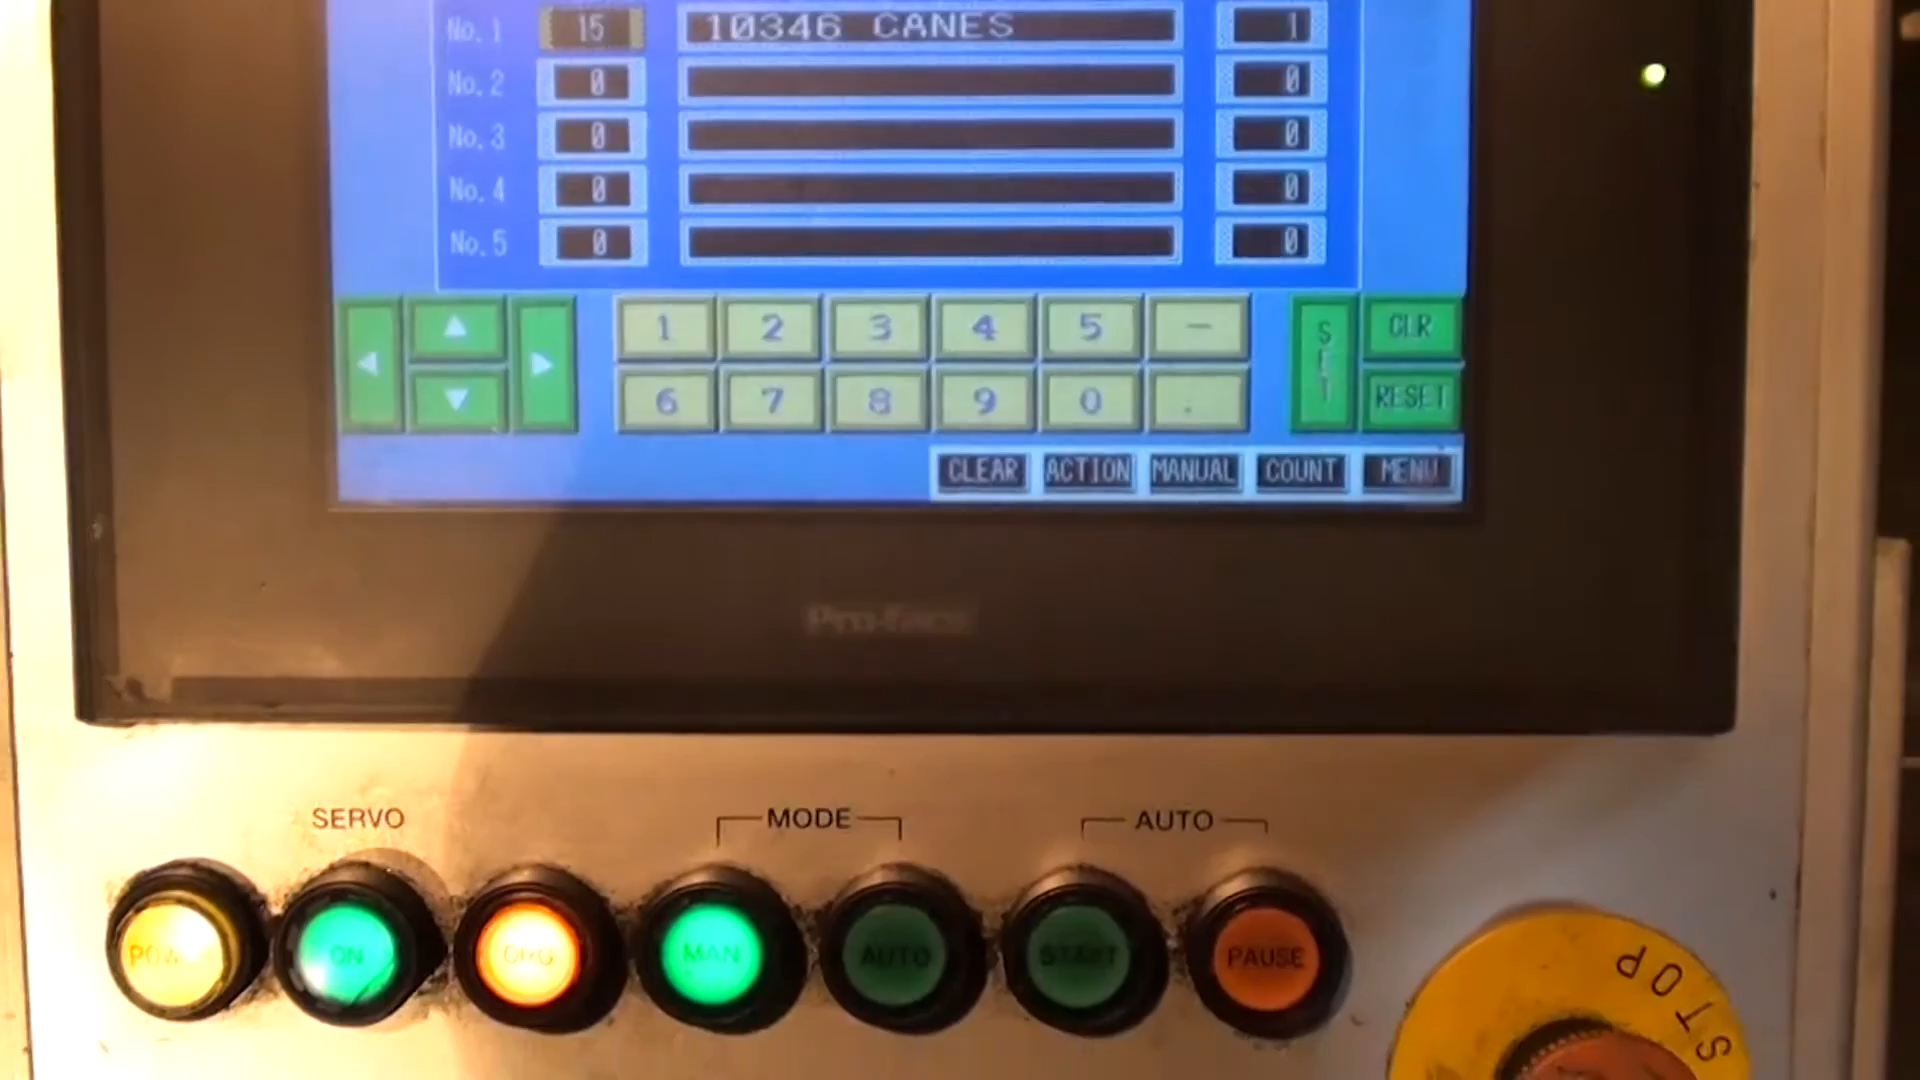 No.1 15 10346 CANES 1
No.2 0 0
No.3 0 0
No.4 0 0
No.5 0 0
1 2 3 4 5 - SET CLR
6 7 8 9 0 . RESET
CLEAR ACTION MANUAL COUNT MENU
Pro-face
SERVO MODE AUTO
POWER ON ORG MAN AUTO START PAUSE
STOP